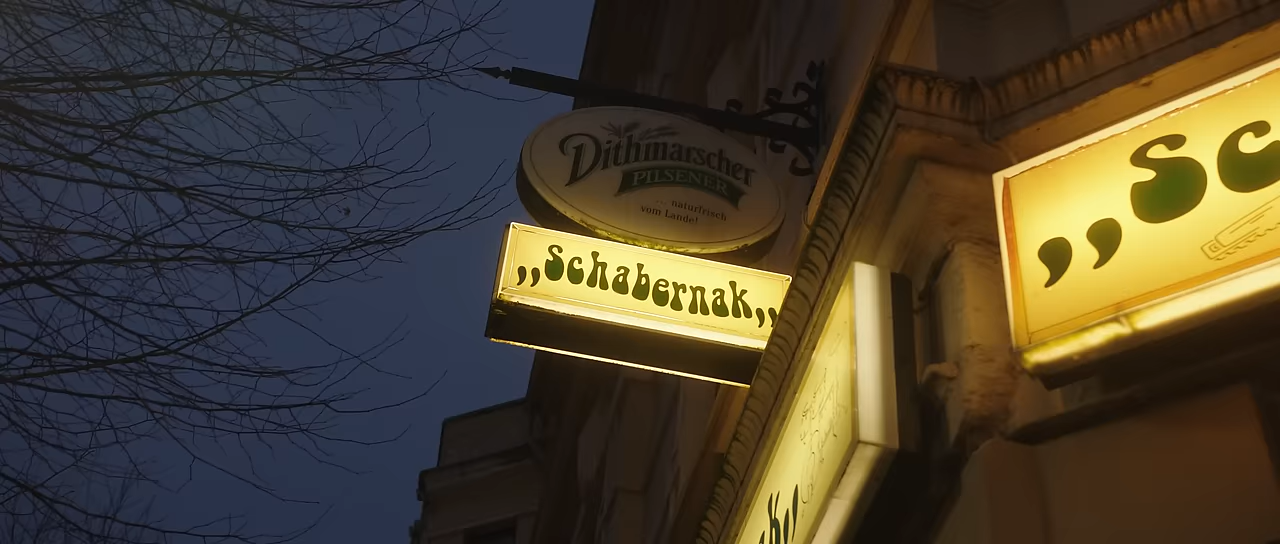 Dithmarscher
PILSENER
... naturfrisch
vom Lande!
„Schabernak„
„Sc
k„